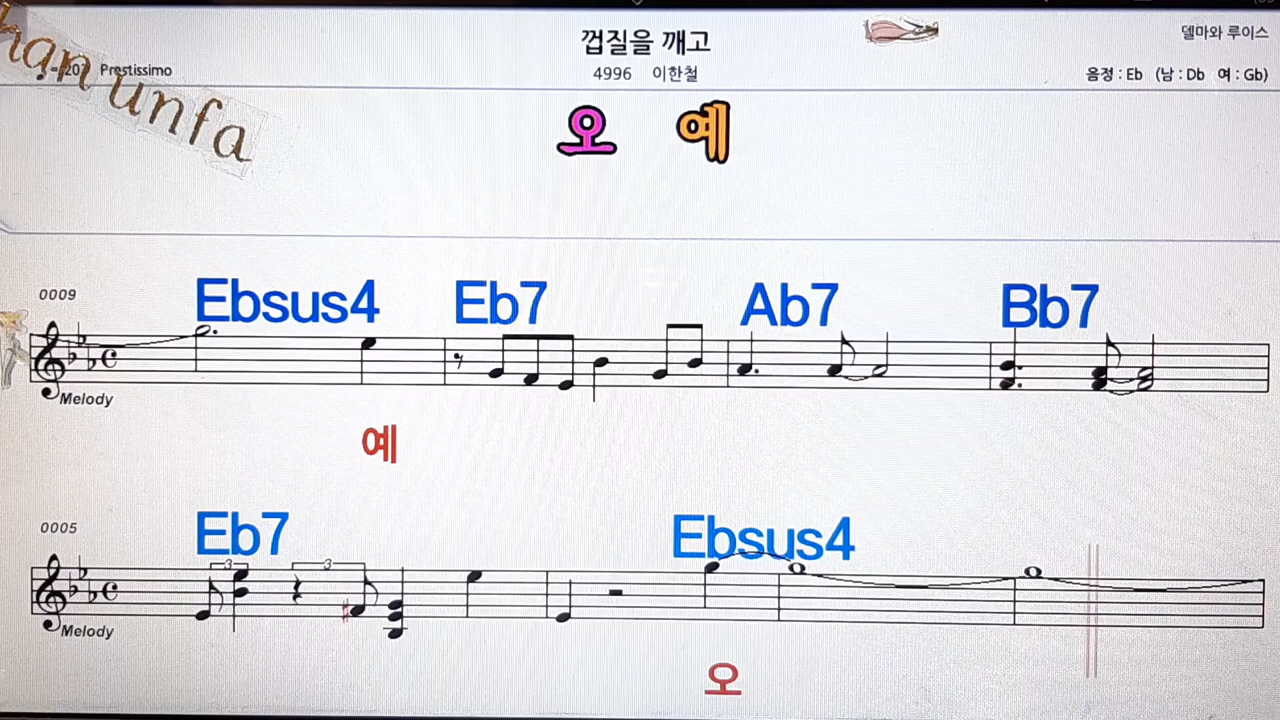 껍질을 깨고
델마와 루이스
han unfa
= 207 Prestissimo
4996 이한철
음정 : Eb (남 : Db 여 : Gb)
오 예
0009
Ebsus4 Eb7 Ab7 Bb7
Melody
예
0005
Eb7 Ebsus4
3 3
Melody
오